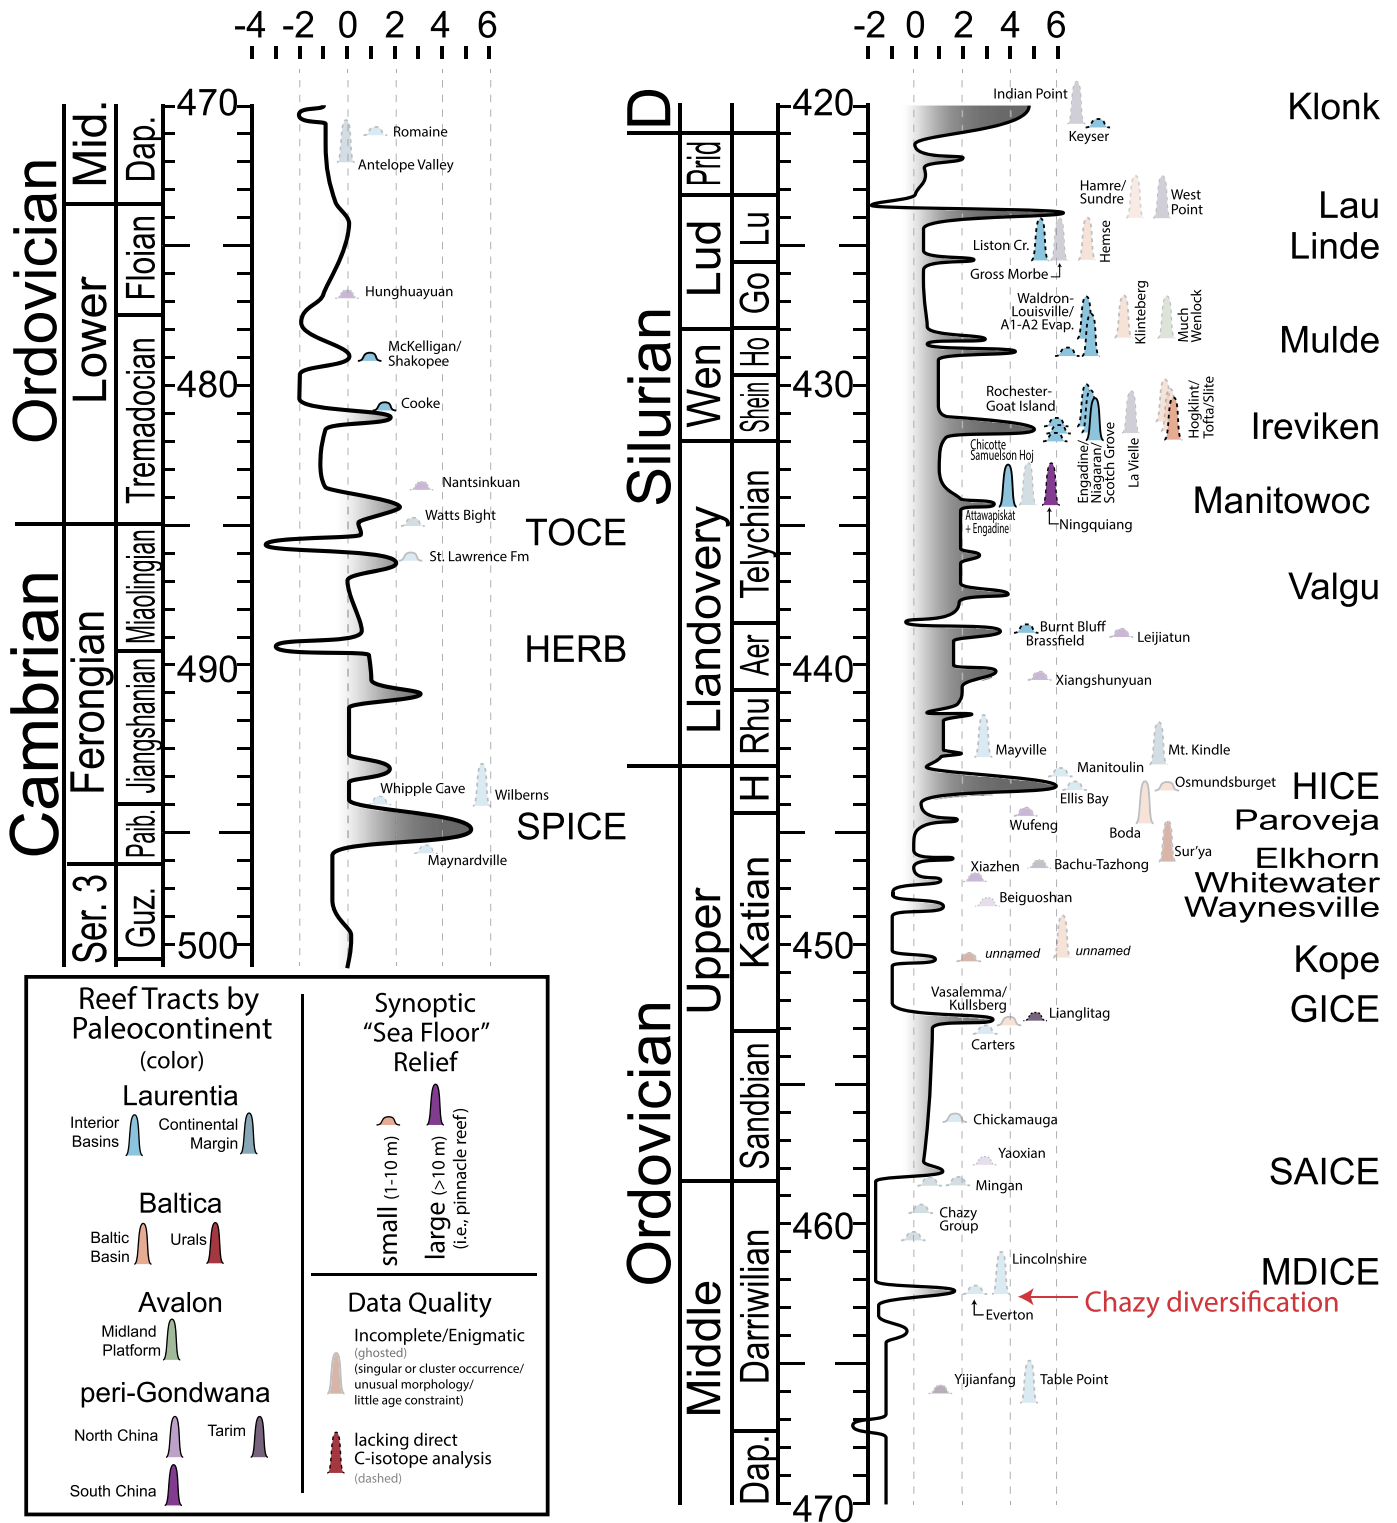 -4 -2 0 2 4 6
Ordovician
Cambrian
Mid.
Lower
Ferongian
Ser. 3
Dap.
Floian
Tremadocian
Miaolingian
Jiangshanian
Paib.
Guz.
470
480
490
500
Romaine
Antelope Valley
Hunghuayuan
McKelligan/
Shakopee
Cooke
Nantsinkuan
Watts Bight
TOCE
St. Lawrence Fm
HERB
Whipple Cave
Wilberns
SPICE
Maynardville
Reef Tracts by
Paleocontinent
(color)
Laurentia
Interior
Basins
Continental
Margin
Baltica
Baltic
Basin
Urals
Avalon
Midland
Platform
peri-Gondwana
North China
Tarim
South China
Synoptic
“Sea Floor”
Relief
small (1-10 m)
large (>10 m)
(i.e., pinnacle reef)
Data Quality
Incomplete/Enigmatic
(ghosted)
(singular or cluster occurrence/
unusual morphology/
little age constraint)
lacking direct
C-isotope analysis
(dashed)
-2 0 2 4 6
D
Silurian
Ordovician
Prid
Lud
Wen
Llandovery
Upper
Middle
Lu
Go
Ho
Shein
Telychian
Aer
Rhu
H
Katian
Sandbian
Darriwilian
Dap.
420
430
440
450
460
470
Indian Point
Keyser
Klonk
Hamre/
Sundre
West
Point
Lau
Liston Cr.
Gross Morbe
Hemse
Linde
Waldron-
Louisville/
A1-A2 Evap.
Klinteberg
Much
Wenlock
Mulde
Rochester-
Goat Island
Engadine/
Niagaran/
Scotch Grove
La Vielle
Hogklint/
Tofta/Slite
Ireviken
Chicotte
Samuelson Hoj
Attawapiskat
+ Engadine
Ningquiang
Manitowoc
Valgu
Burnt Bluff
Brassfield
Leijiatun
Xiangshunyuan
Mayville
Mt. Kindle
Manitoulin
Ellis Bay
Osmundsburget
HICE
Wufeng
Boda
Paroveja
Sur'ya
Xiazhen
Bachu-Tazhong
Elkhorn
Whitewater
Beiguoshan
Waynesville
unnamed
unnamed
Kope
Vasalemma/
Kullsberg
Lianglitag
GICE
Carters
Chickamauga
Yaoxian
SAICE
Mingan
Chazy
Group
Lincolnshire
MDICE
Everton
Chazy diversification
Yijianfang
Table Point